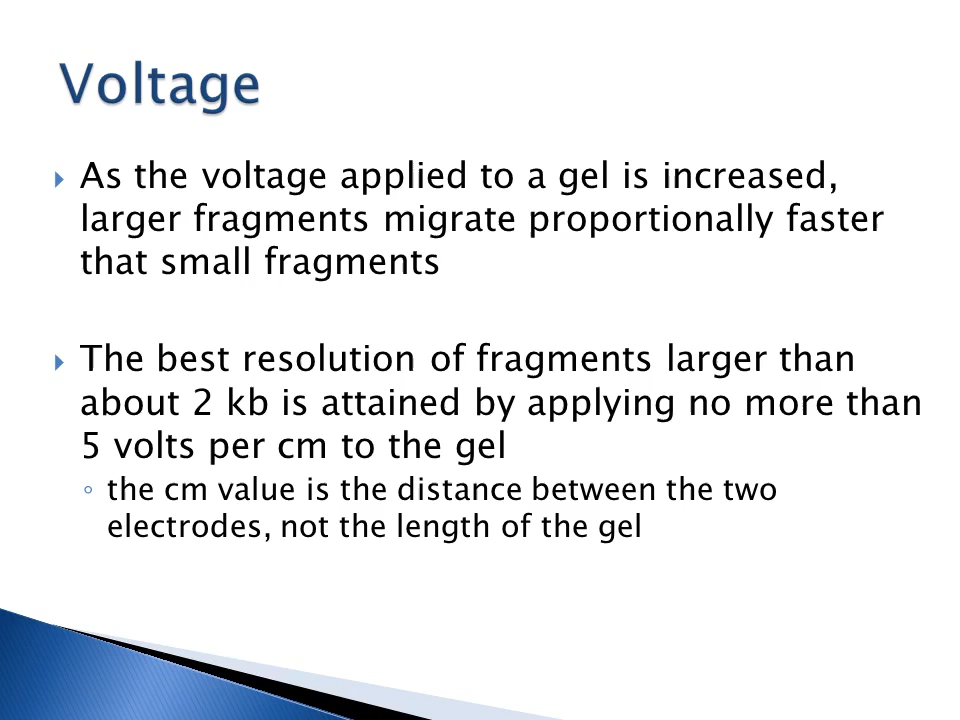 Voltage
As the voltage applied to a gel is increased,
larger fragments migrate proportionally faster
that small fragments
The best resolution of fragments larger than
about 2 kb is attained by applying no more than
5 volts per cm to the gel
the cm value is the distance between the two
electrodes, not the length of the gel